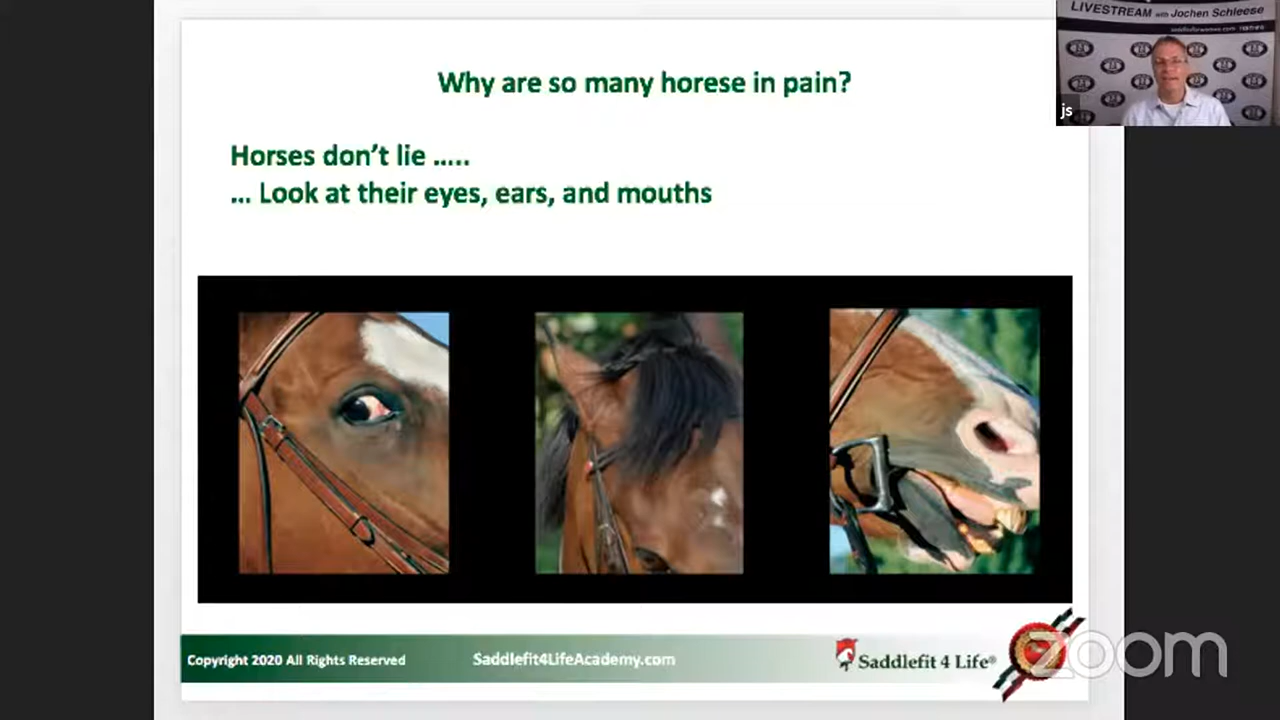 LIVESTREAM with Jochen Schleese
js
Why are so many horese in pain?
Horses don't lie .....
... Look at their eyes, ears, and mouths
Copyright 2020 All Rights Reserved
Saddlefit4LifeAcademy.com
Saddlefit 4 Life®
zoom